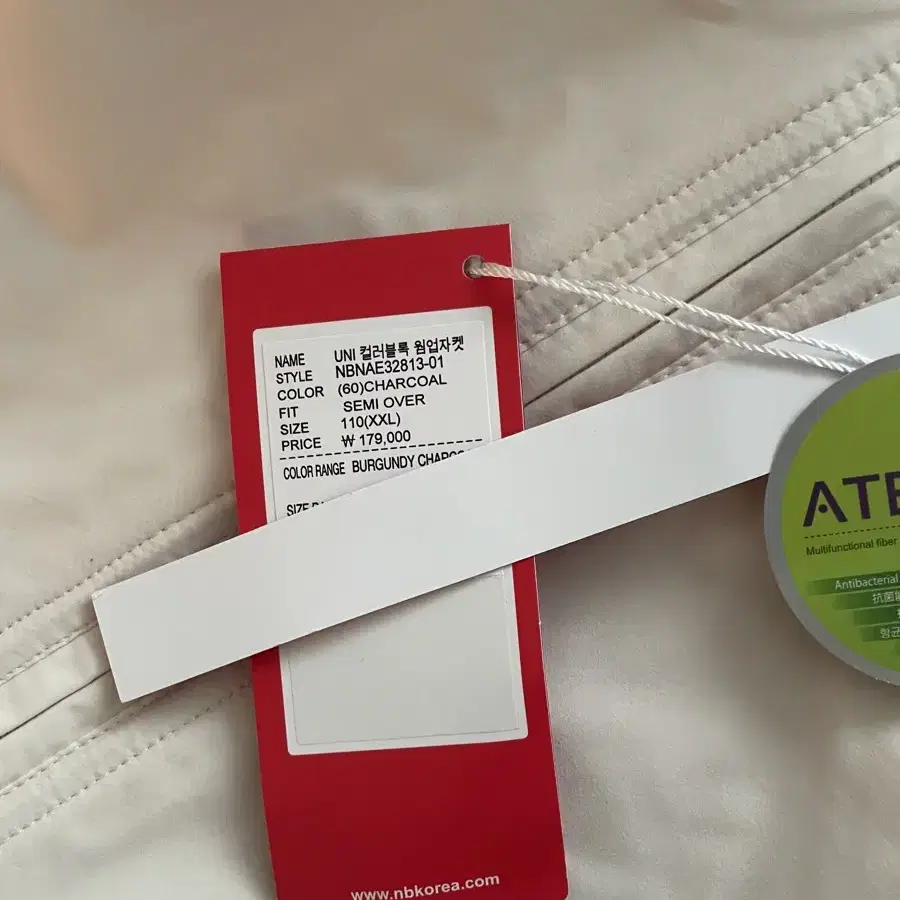 NAME UNI 컬러블록 웜업자켓
STYLE NBNAE32813-01
COLOR (60)CHARCOAL
FIT SEMI OVER
SIZE 110(XXL)
PRICE ₩ 179,000
COLOR RANGE BURGUNDY
SIZE
www.nbkorea.com
Multifunctional fiber
Antibacterial